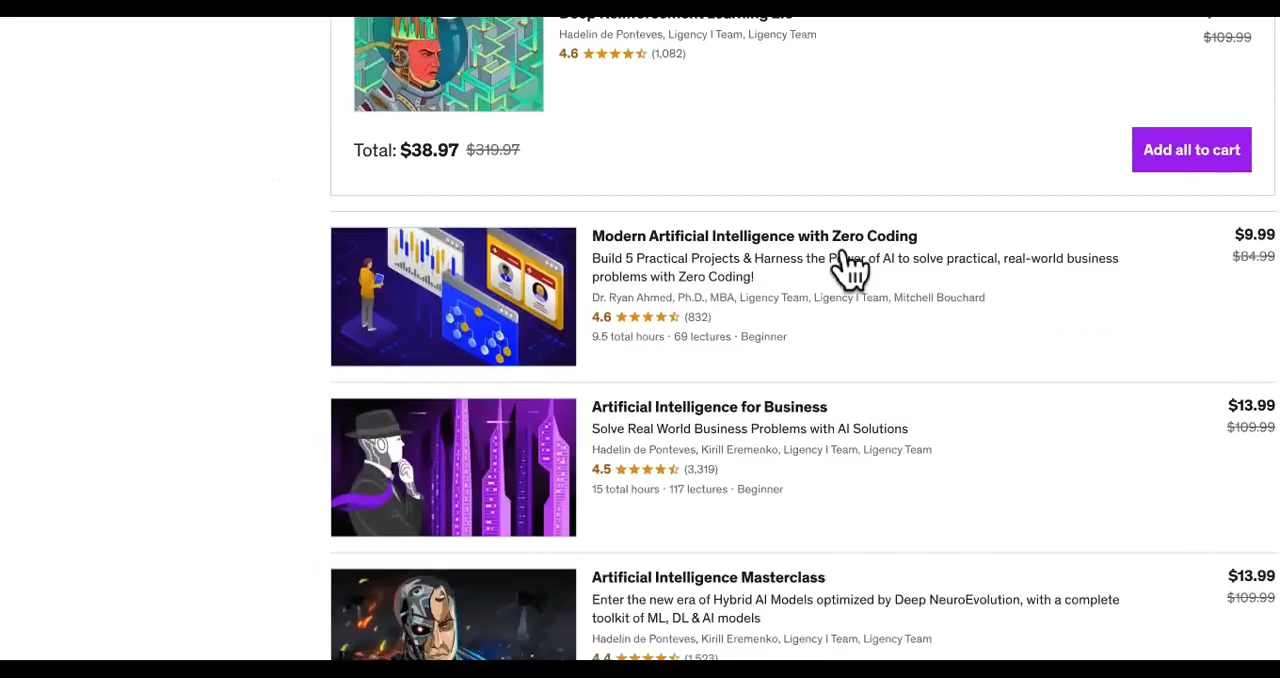 Hadelin de Ponteves, Ligency I Team, Ligency Team
$109.99
4.6 (1,082)
Total: $38.97 $319.97
Add all to cart
Modern Artificial Intelligence with Zero Coding
$9.99
Build 5 Practical Projects & Harness the Power of AI to solve practical, real-world business
$84.99
problems with Zero Coding!
Dr. Ryan Ahmed, Ph.D., MBA, Ligency Team, Ligency I Team, Mitchell Bouchard
4.6 (832)
9.5 total hours · 69 lectures · Beginner
Artificial Intelligence for Business
$13.99
Solve Real World Business Problems with AI Solutions
$109.99
Hadelin de Ponteves, Kirill Eremenko, Ligency I Team, Ligency Team
4.5 (3,319)
15 total hours · 117 lectures · Beginner
Artificial Intelligence Masterclass
$13.99
Enter the new era of Hybrid AI Models optimized by Deep NeuroEvolution, with a complete
$109.99
toolkit of ML, DL & AI models
Hadelin de Ponteves, Kirill Eremenko, Ligency I Team, Ligency Team
4.4 (1,523)